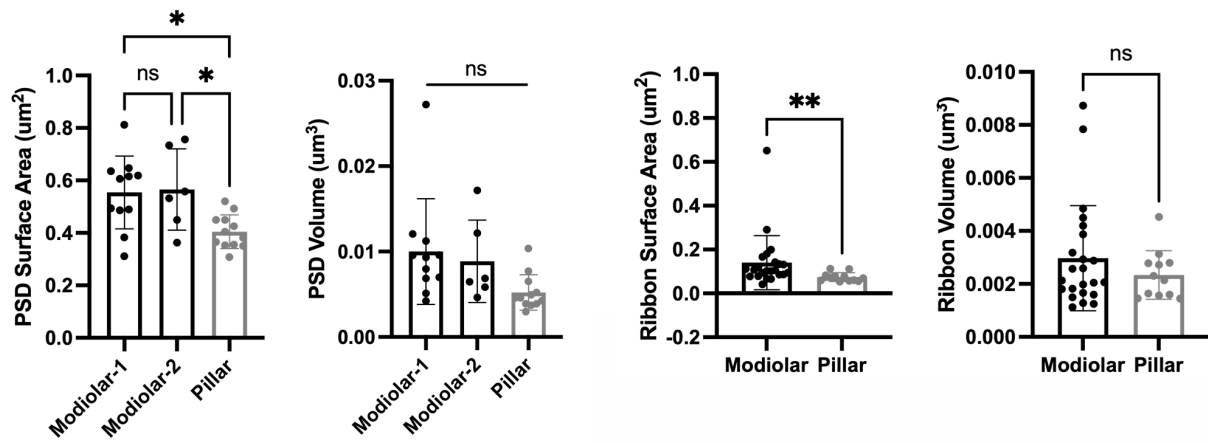 *
ns
*
1.0
0.8
0.6
0.4
0.2
0.0
PSD Surface Area (um²)
Modiolar-1
Modiolar-2
Pillar
ns
0.03
0.02
0.01
0.00
PSD Volume (um³)
Modiolar-1
Modiolar-2
Pillar
**
1.0
0.8
0.6
0.4
0.2
0.0
-0.2
Ribbon Surface Area (um²)
Modiolar Pillar
ns
0.010
0.008
0.006
0.004
0.002
0.000
Ribbon Volume (um³)
Modiolar Pillar